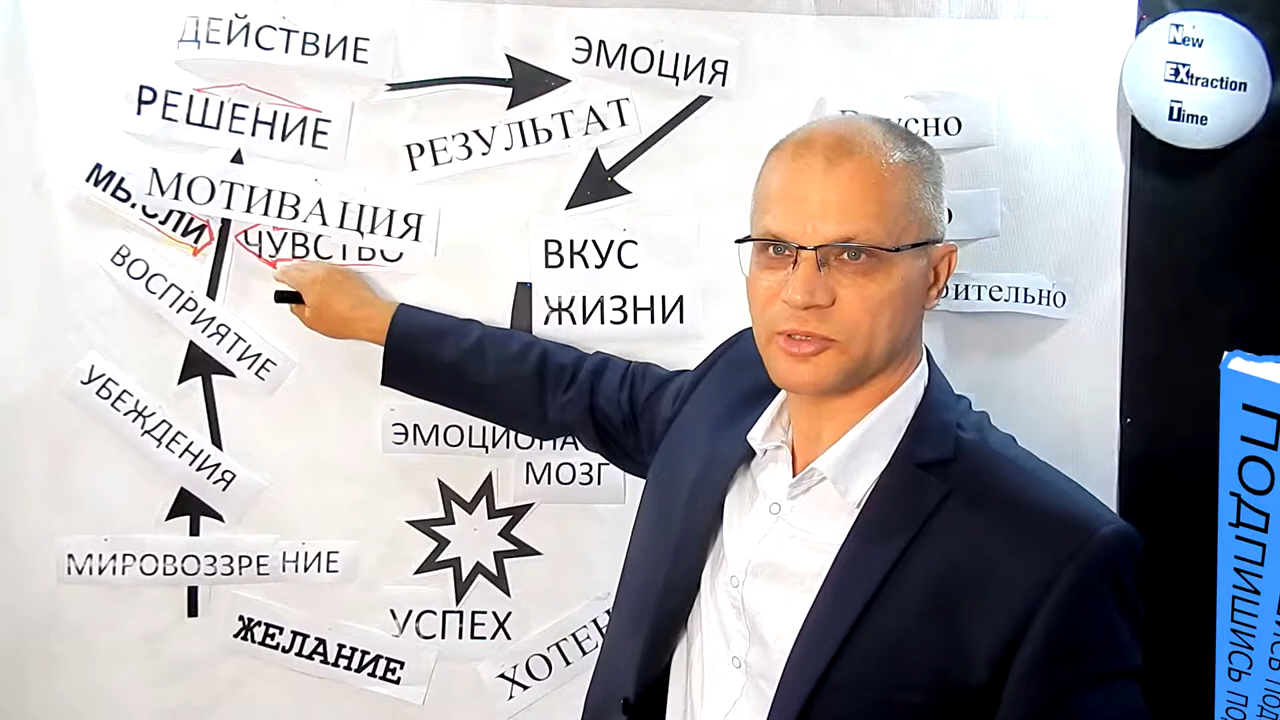 ДЕЙСТВИЕ
ЭМОЦИЯ
РЕШЕНИЕ
РЕЗУЛЬТАТ
МОТИВАЦИЯ
МЫСЛИ
ЧУВСТВО
ВОСПРИЯТИЕ
ВКУС
ЖИЗНИ
УБЕЖДЕНИЯ
МОЗГ
МИРОВОЗЗРЕ НИЕ
УСПЕХ
ЖЕЛАНИЕ
New
EXtraction
Time
ПОДПИШИСЬ